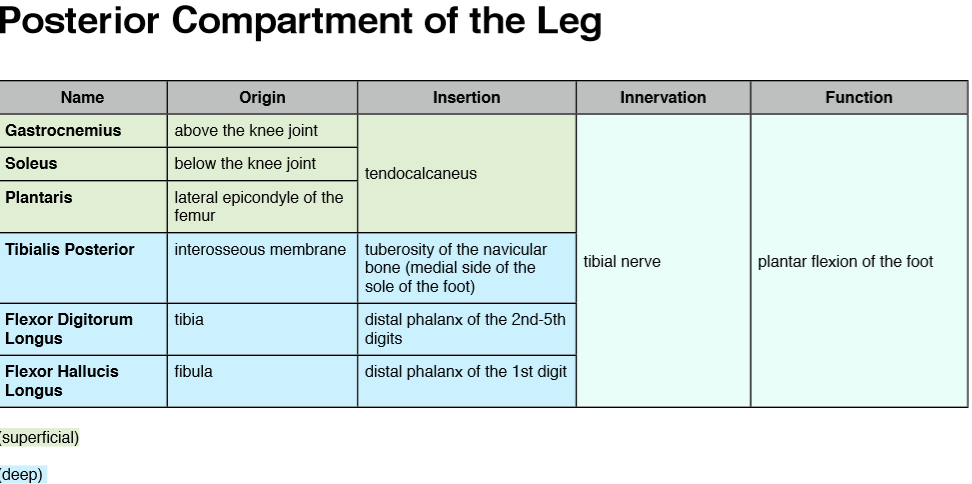 Posterior Compartment of the Leg
Name Origin Insertion Innervation Function
Gastrocnemius above the knee joint
Soleus below the knee joint
tendocalcaneus
Plantaris lateral epicondyle of the
femur
Tibialis Posterior interosseous membrane tuberosity of the navicular
bone (medial side of the
sole of the foot)
tibial nerve plantar flexion of the foot
Flexor Digitorum tibia distal phalanx of the 2nd-5th
Longus digits
Flexor Hallucis fibula distal phalanx of the 1st digit
Longus
(superficial)
(deep)